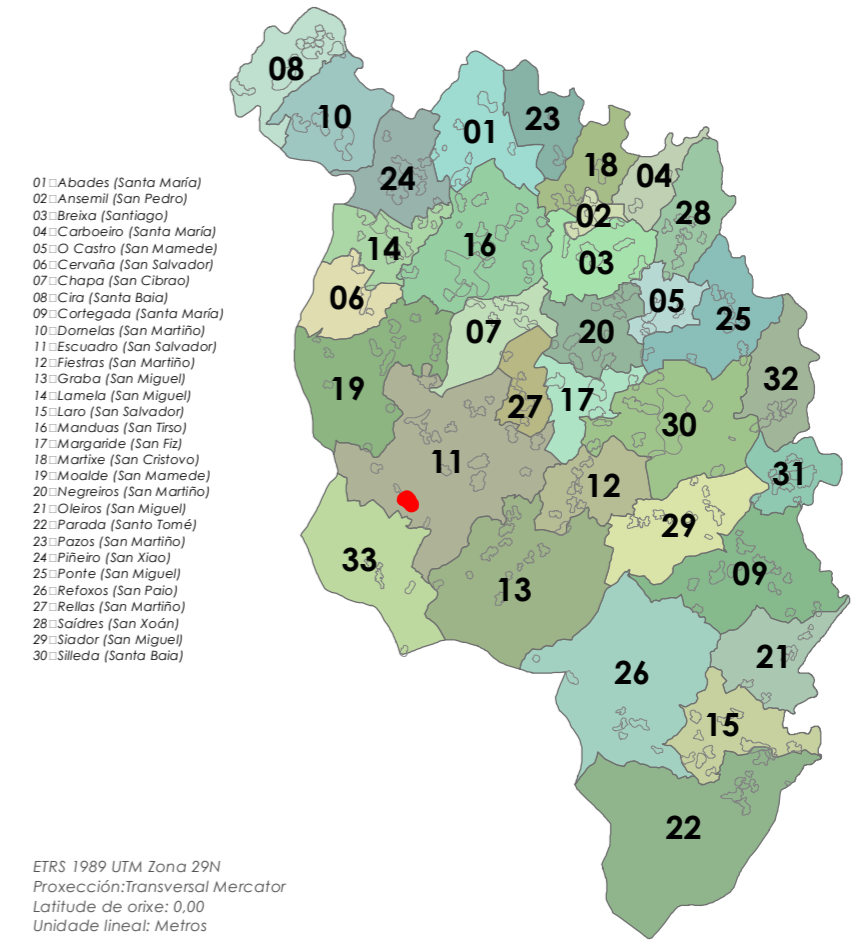 08
10
01
23
24
18
04
02
28
14
16
03
06
07
20
05
25
19
27
17
32
30
11
12
31
29
33
13
09
26
21
15
22
01□Abades (Santa María)
02□Ansemil (San Pedro)
03□Breixa (Santiago)
04□Carboeiro (Santa María)
05□O Castro (San Mamede)
06□Cervaña (San Salvador)
07□Chapa (San Cibrao)
08□Cira (Santa Baia)
09□Cortegada (Santa María)
10□Dornelas (San Martiño)
11□Escuadro (San Salvador)
12□Fiestras (San Martiño)
13□Graba (San Miguel)
14□Lamela (San Miguel)
15□Laro (San Salvador)
16□Manduas (San Tirso)
17□Margaride (San Fiz)
18□Martixe (San Cristovo)
19□Moalde (San Mamede)
20□Negreiros (San Martiño)
21□Oleiros (San Miguel)
22□Parada (Santo Tomé)
23□Pazos (San Martiño)
24□Piñeiro (San Xiao)
25□Ponte (San Miguel)
26□Refoxos (San Paio)
27□Rellas (San Martiño)
28□Saídres (San Xoán)
29□Siador (San Miguel)
30□Silleda (Santa Baia)
ETRS 1989 UTM Zona 29N
Proxección:Transversal Mercator
Latitude de orixe: 0,00
Unidade lineal: Metros